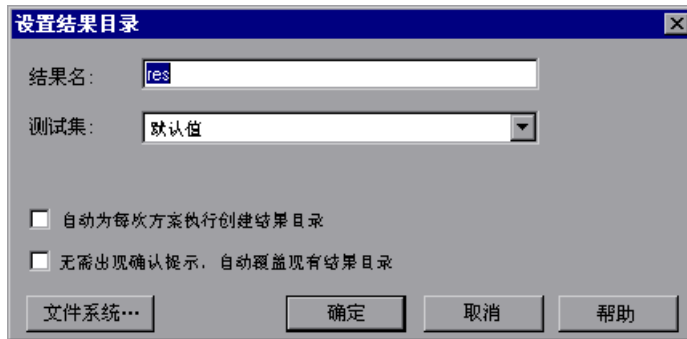 设置结果目录
结果名: res
测试集: 默认值
自动为每次方案执行创建结果目录
无需出现确认提示，自动覆盖现有结果目录
文件系统… 确定 取消 帮助